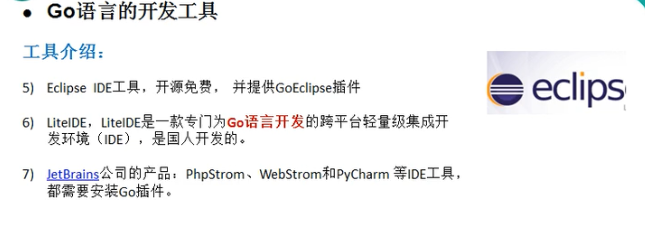 • Go语言的开发工具
工具介绍：
5) Eclipse IDE工具，开源免费， 并提供GoEclipse插件
eclips
6) LiteIDE，LiteIDE是一款专门为Go语言开发的跨平台轻量级集成开
发环境（IDE），是国人开发的。
7) JetBrains公司的产品：PhpStrom、WebStrom和PyCharm 等IDE工具，
都需要安装Go插件。